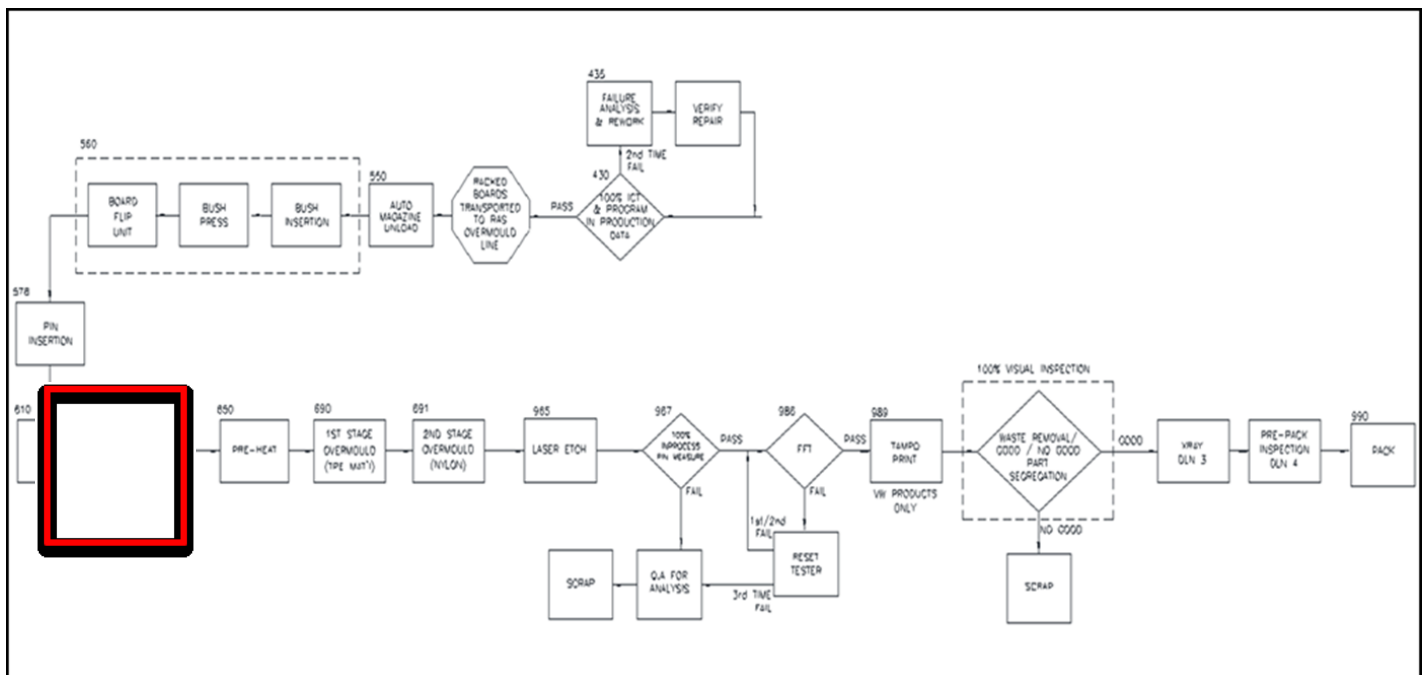 435
FAILURE
ANALYSIS
& REWORK
VERIFY
REPAIR
2nd TIME
FAIL
560
BOARD
FLIP
UNIT
BUSH
PRESS
BUSH
INSERTION
550
AUTO
MAGAZINE
UNLOAD
RACKED
BOARDS
TRANSPORTED
TO RAS
OVERMOULD
LINE
PASS
430
100% ICT
& PROGRAM
IN PRODUCTION
DATA
578
PIN
INSERTION
610
650
PRE-HEAT
690
1ST STAGE
OVERMOULD
(TPE MAT'l)
691
2ND STAGE
OVERMOULD
(NYLON)
965
LASER ETCH
967
100%
INPROCESS
PIN MEASURE
PASS
FAIL
986
FFT
PASS
FAIL
989
TAMPO
PRINT
VW PRODUCTS
ONLY
100% VISUAL INSPECTION
WASTE REMOVAL/
GOOD / NO GOOD
PART
SEGREGATION
GOOD
NO GOOD
XRAY
DLN 3
PRE-PACK
INSPECTION
DLN 4
990
PACK
1st/2nd
FAIL
RESET
TESTER
3rd TIME
FAIL
Q.A FOR
ANALYSIS
SCRAP
SCRAP